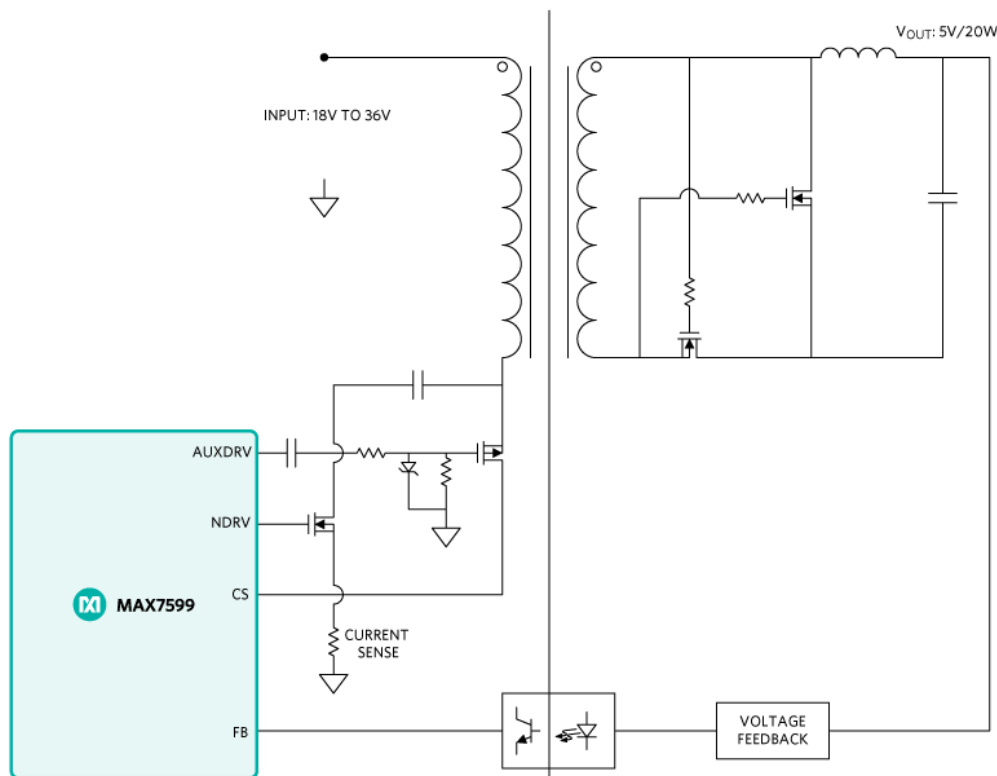 VOUT: 5V/20W
INPUT: 18V TO 36V
AUXDRV
NDRV
MAX7599
CS
CURRENT
SENSE
FB
VOLTAGE
FEEDBACK